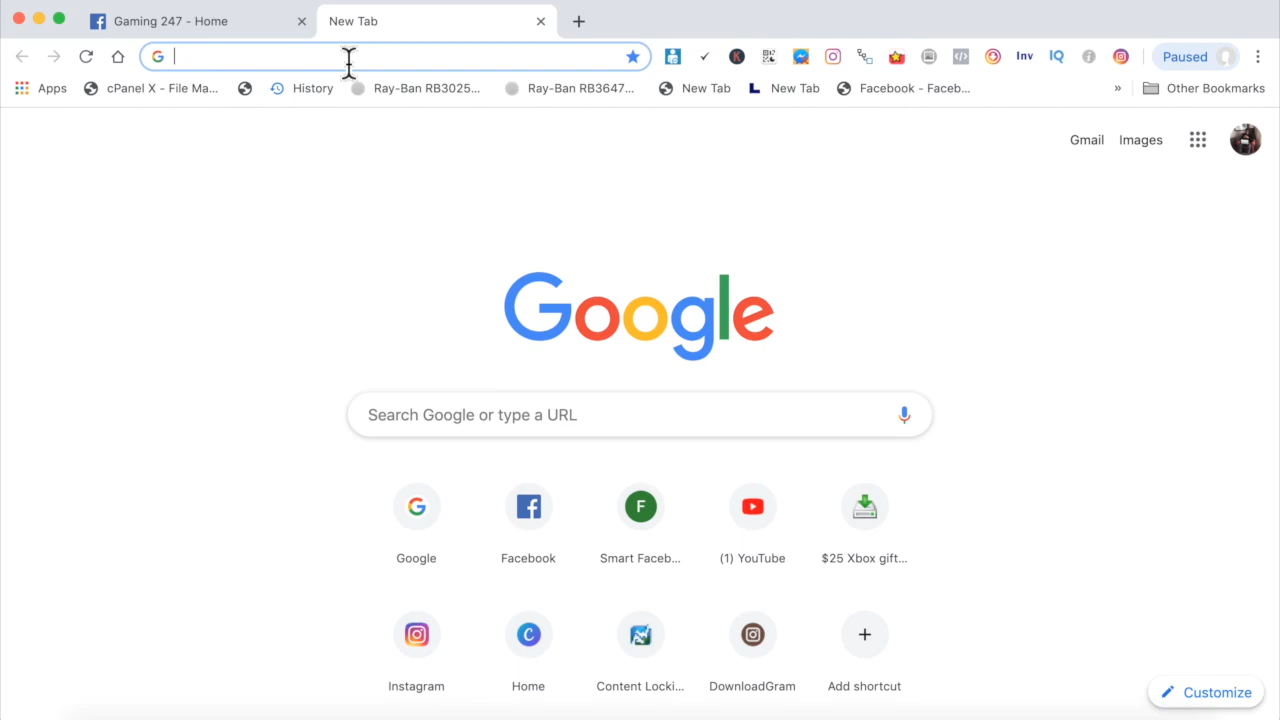 Gaming 247 - Home
New Tab
Inv
IQ
Paused
Apps
cPanel X - File Ma...
History
Ray-Ban RB3025...
Ray-Ban RB3647...
New Tab
L
New Tab
Facebook - Faceb...
»
Other Bookmarks
Gmail
Images
Google
Search Google or type a URL
F
Google
Facebook
Smart Faceb...
(1) YouTube
$25 Xbox gift...
Instagram
Home
Content Locki...
DownloadGram
Add shortcut
Customize